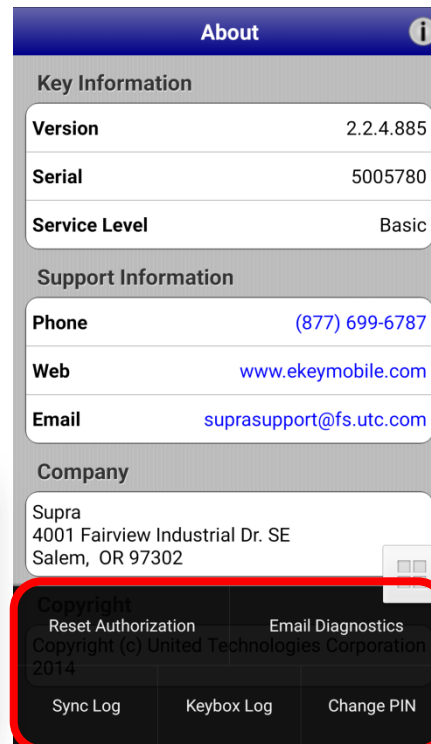 About
Key Information
Version 2.2.4.885
Serial 5005780
Service Level Basic
Support Information
Phone (877) 699-6787
Web www.ekeymobile.com
Email suprasupport@fs.utc.com
Company
Supra
4001 Fairview Industrial Dr. SE
Salem, OR 97302
Copyright
Reset Authorization Email Diagnostics
Copyright (c) United Technologies Corporation
2014
Sync Log Keybox Log Change PIN